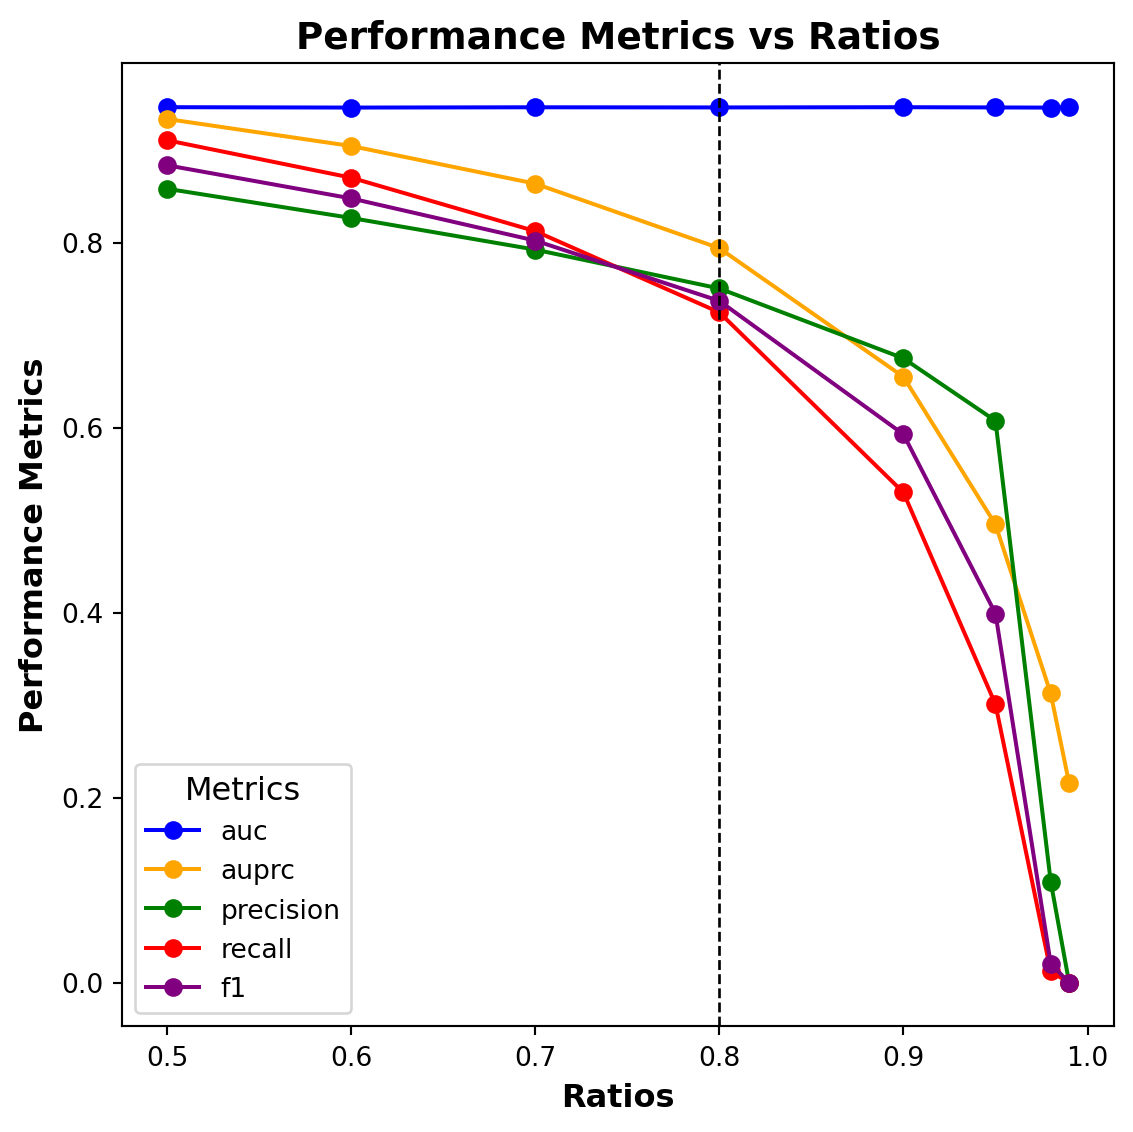 Performance Metrics vs Ratios
Performance Metrics
0.8
0.6
0.4
0.2
0.0
Metrics
auc
auprc
precision
recall
f1
0.5 0.6 0.7 0.8 0.9 1.0
Ratios